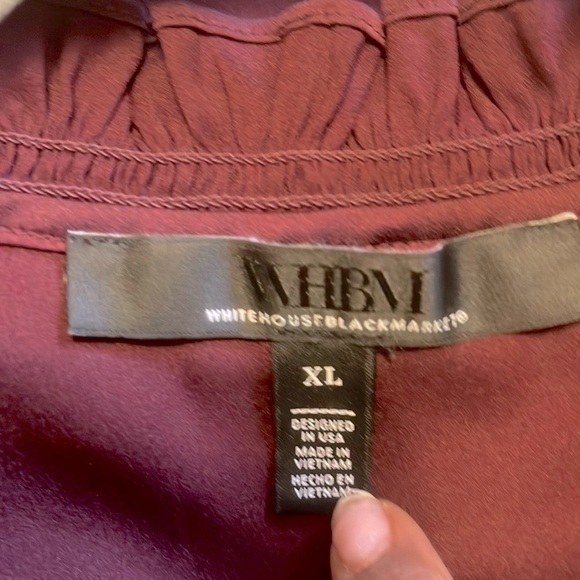 WHBM
WHITEHOUSEBLACKMARKET®
XL
DESIGNED
IN USA
MADE IN
VIETNAM
HECHO EN
VIETNAM